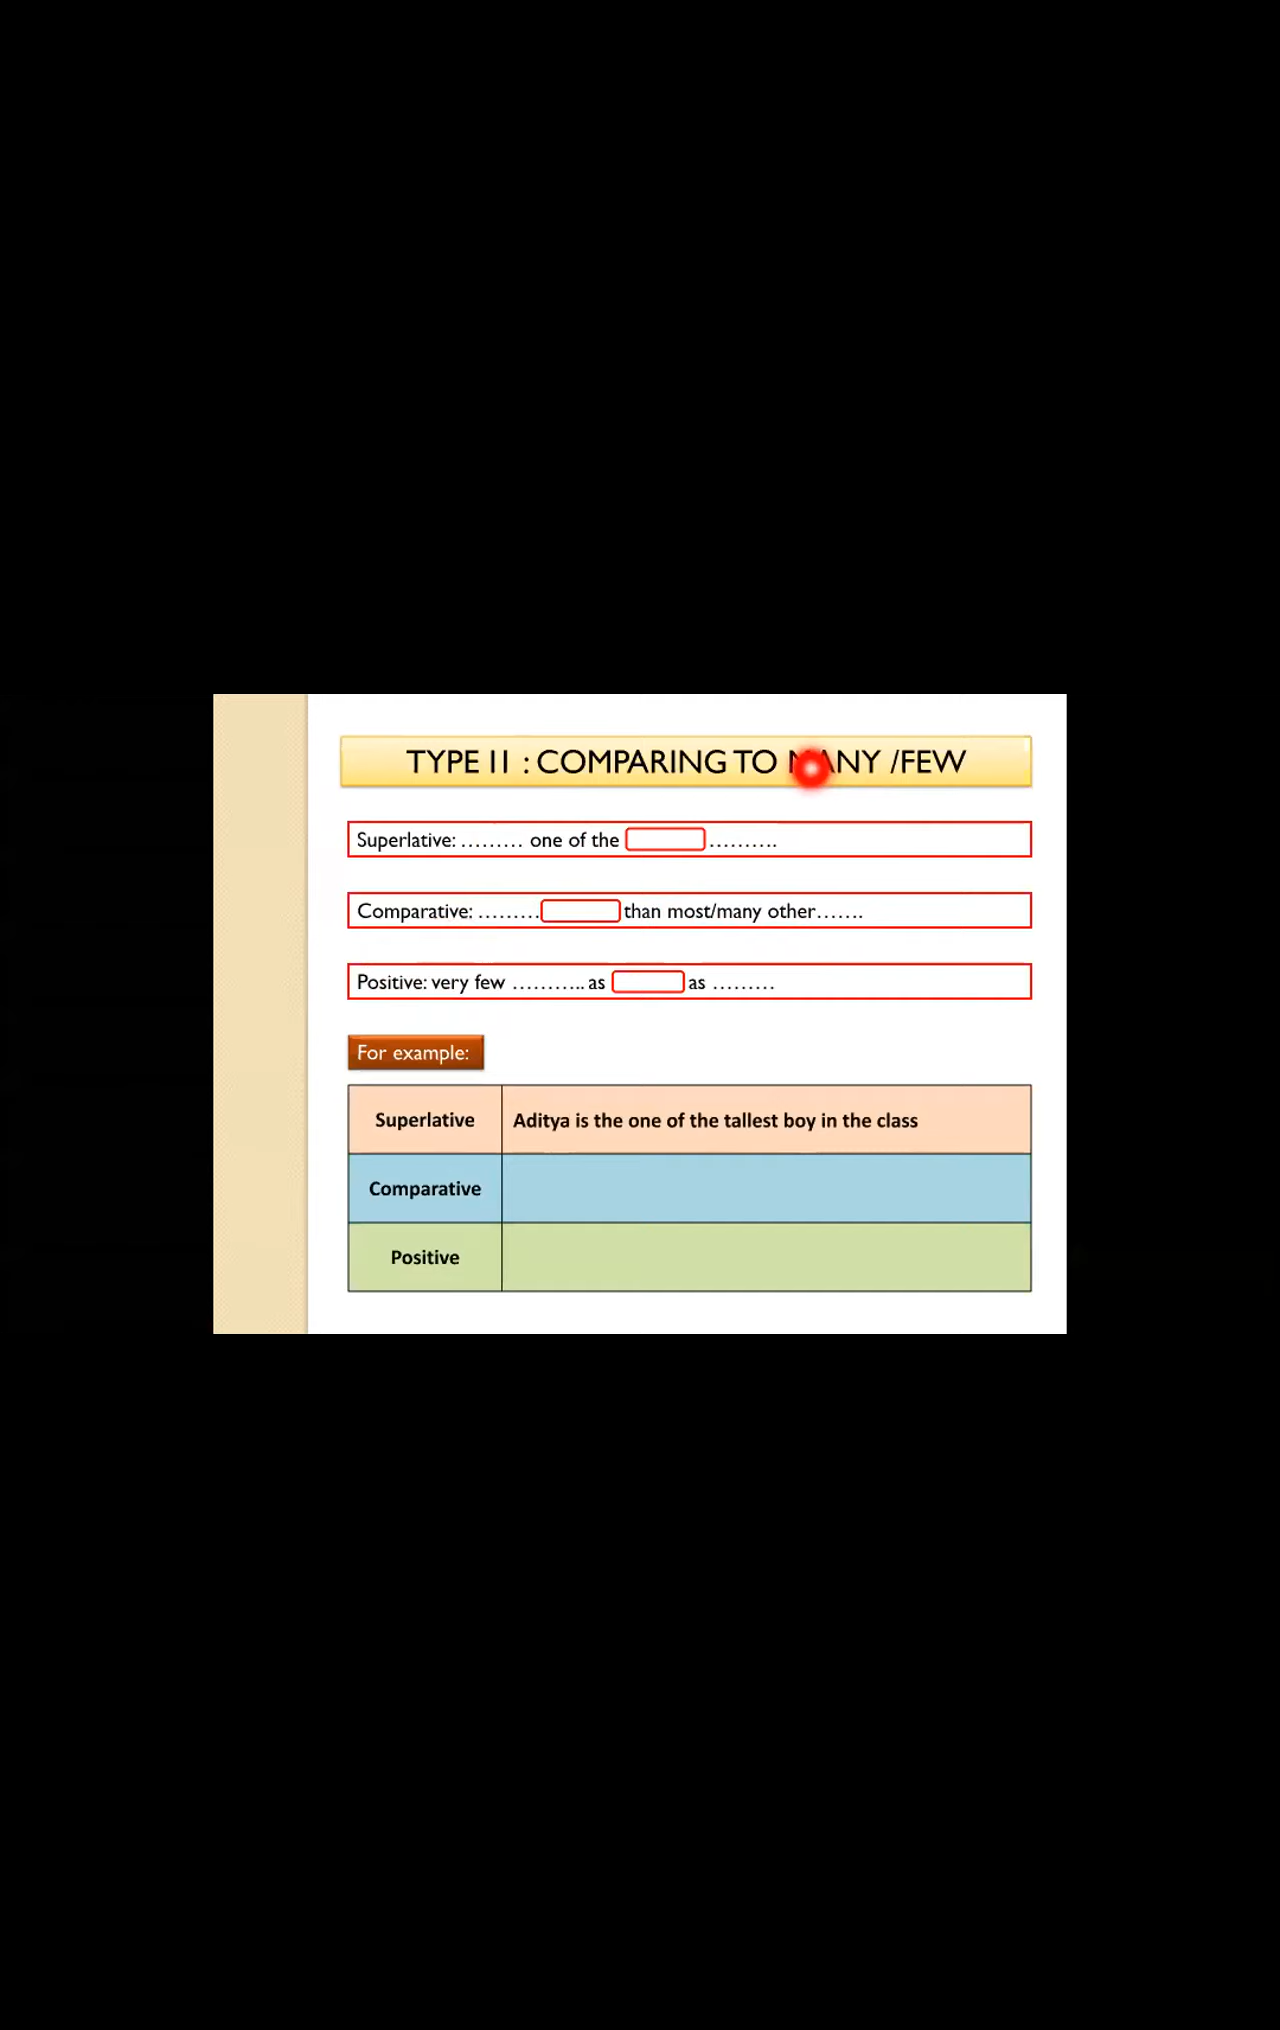 TYPE II : COMPARING TO MANY /FEW
Superlative: ……… one of the ……….
Comparative: ……… than most/many other…….
Positive: very few ……….. as as ………
For example:
Superlative Aditya is the one of the tallest boy in the class
Comparative
Positive